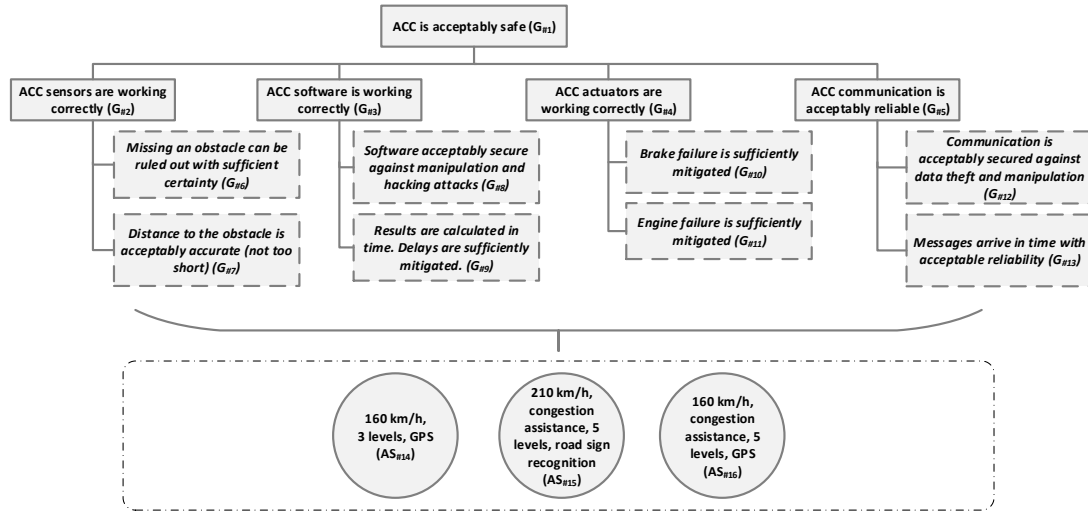 ACC is acceptably safe (G#1)
ACC sensors are working
correctly (G#2)
ACC software is working
correctly (G#3)
ACC actuators are
working correctly (G#4)
ACC communication is
acceptably reliable (G#5)
Missing an obstacle can be
ruled out with sufficient
certainty (G#6)
Software acceptably secure
against manipulation and
hacking attacks (G#8)
Brake failure is sufficiently
mitigated (G#10)
Communication is
acceptably secured against
data theft and manipulation
(G#12)
Distance to the obstacle is
acceptably accurate (not too
short) (G#7)
Results are calculated in
time. Delays are sufficiently
mitigated. (G#9)
Engine failure is sufficiently
mitigated (G#11)
Messages arrive in time with
acceptable reliability (G#13)
160 km/h,
3 levels, GPS
(AS#14)
210 km/h,
congestion
assistance, 5
levels, road sign
recognition
(AS#15)
160 km/h,
congestion
assistance, 5
levels, GPS
(AS#16)